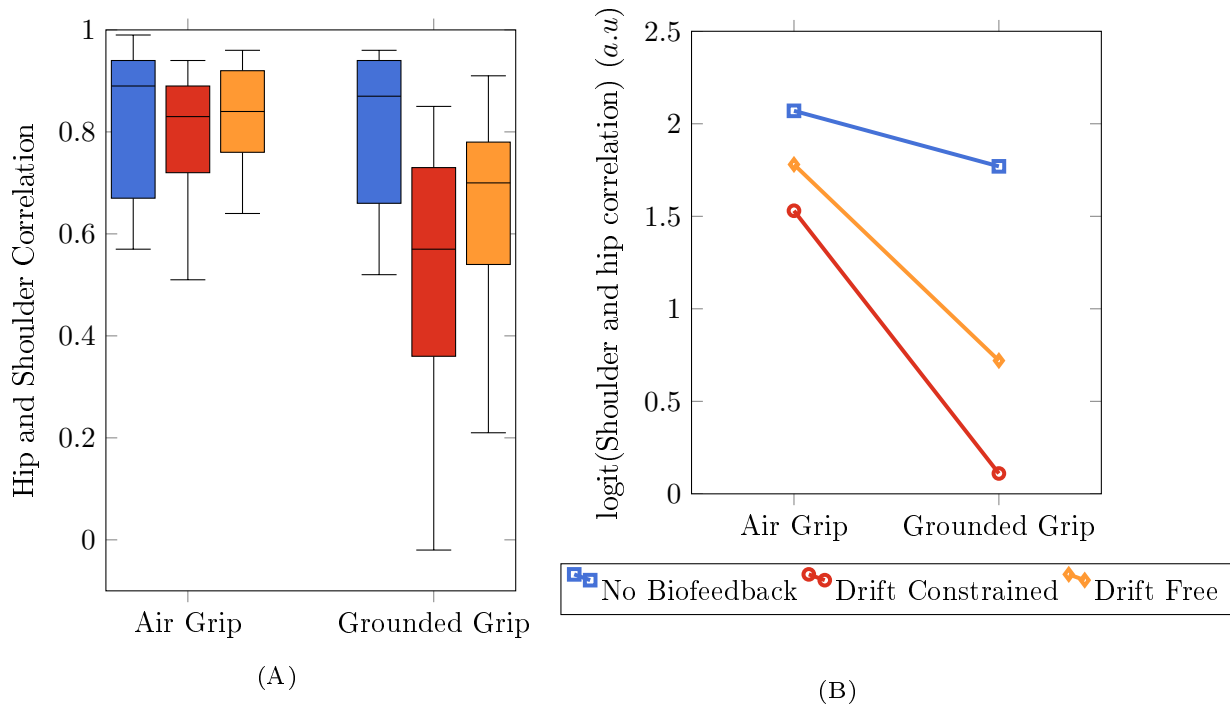 Hip and Shoulder Correlation
1
0.8
0.6
0.4
0.2
0
Air Grip
Grounded Grip
(A)
logit(Shoulder and hip correlation) (a.u)
2.5
2
1.5
1
0.5
0
Air Grip
Grounded Grip
No Biofeedback Drift Constrained Drift Free
(B)